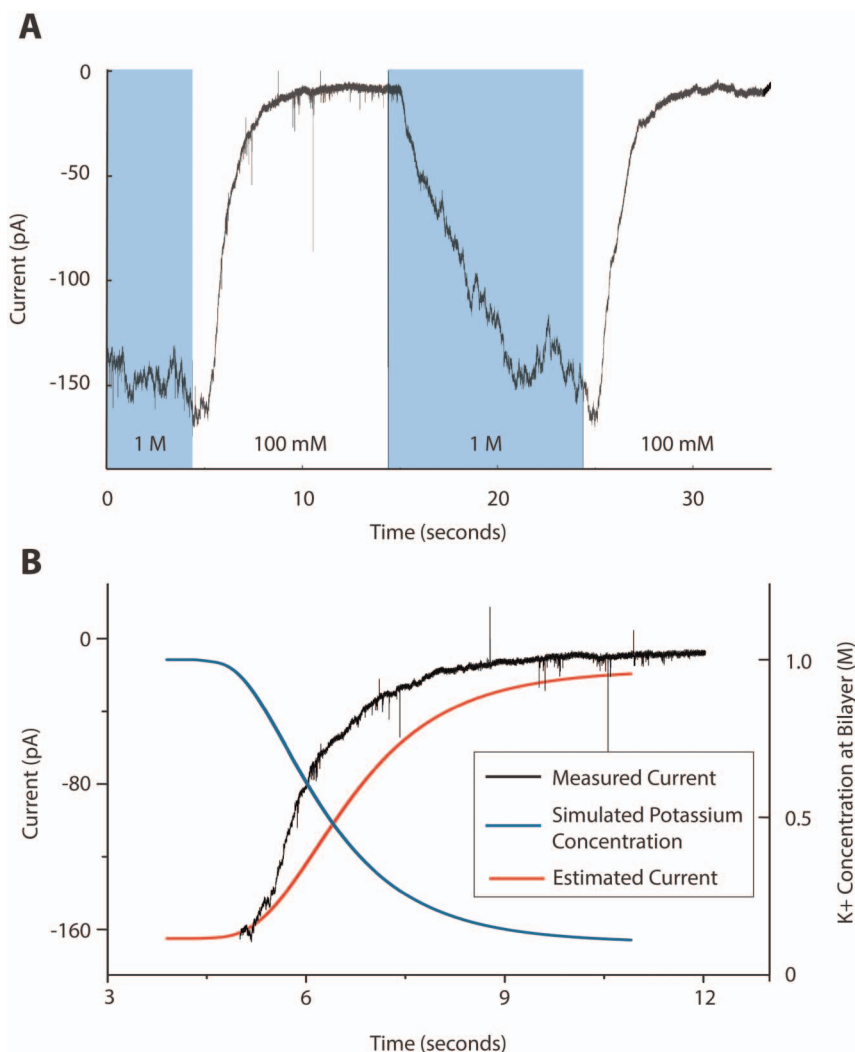 A
0
-50
-100
-150
Current (pA)
1 M
100 mM
1 M
100 mM
0
10
20
30
Time (seconds)
B
0
-80
-160
Current (pA)
1.0
0.5
0
K+ Concentration at Bilayer (M)
Measured Current
Simulated Potassium
Concentration
Estimated Current
3
6
9
12
Time (seconds)